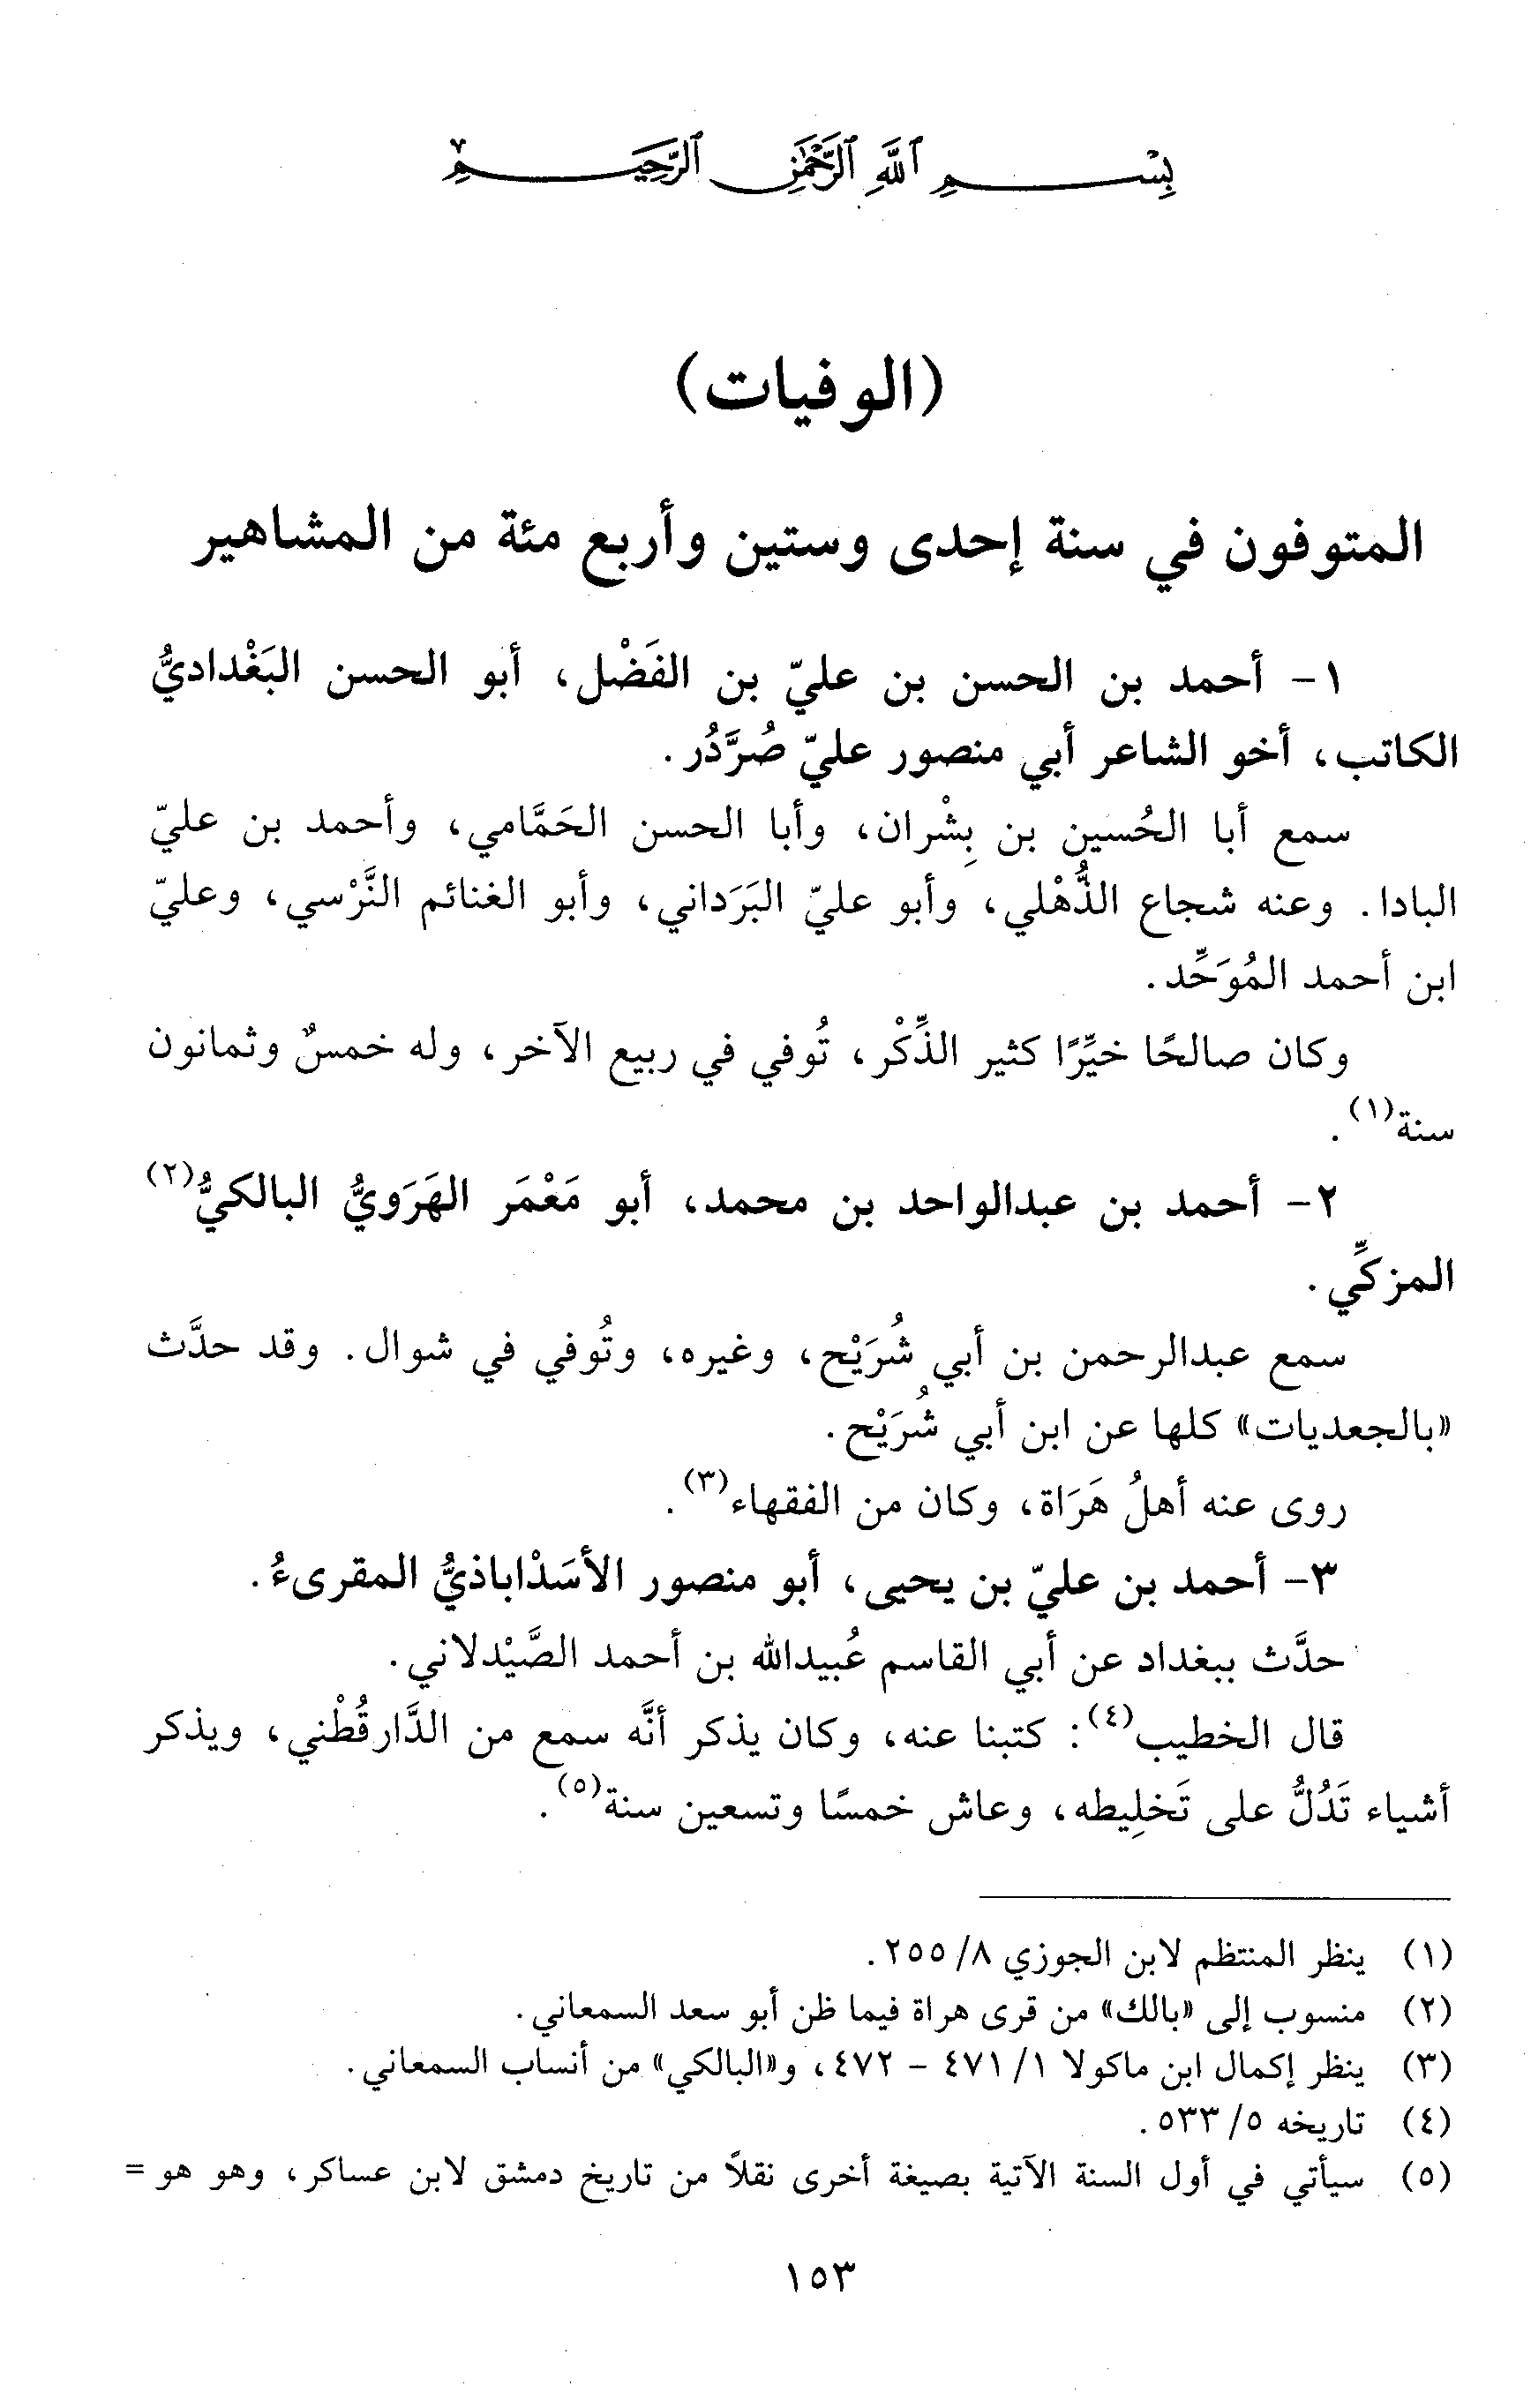 بِسْمِ ٱللَّهِ ٱلرَّحْمَٰنِ ٱلرَّحِيمِ
(الوفيات)
المتوفون في سنة إحدى وستين وأربع مئة من المشاهير
١- أحمد بن الحسن بن عليّ بن الفَضْل، أبو الحسن البَغْداديُّ
الكاتب، أخو الشاعر أبي منصور عليّ صُرَّدُر.
سمع أبا الحُسين بن بِشْران، وأبا الحسن الحَمَّامي، وأحمد بن عليّ
البادا. وعنه شجاع الذُّهْلي، وأبو عليّ البَرَداني، وأبو الغنائم النَّرْسي، وعليّ
ابن أحمد المُوَحِّد.
وكان صالحًا خيِّرًا كثير الذِّكْر، تُوفي في ربيع الآخر، وله خمسٌ وثمانون
سنة(١).
٢- أحمد بن عبدالواحد بن محمد، أبو مَعْمَر الهَرَويُّ البالكيُّ(٢)
المزكِّي.
سمع عبدالرحمن بن أبي شُرَيْح، وغيره، وتُوفي في شوال. وقد حدَّث
«بالجعديات» كلها عن ابن أبي شُرَيْح.
روى عنه أهلُ هَرَاة، وكان من الفقهاء(٣).
٣- أحمد بن عليّ بن يحيى، أبو منصور الأسَدْاباذيُّ المقرىءُ.
حدَّث ببغداد عن أبي القاسم عُبيدالله بن أحمد الصَّيْدلاني.
قال الخطيب(٤): كتبنا عنه، وكان يذكر أنَّه سمع من الدَّارقُطْني، ويذكر
أشياء تَدُلُّ على تَخلِيطه، وعاش خمسًا وتسعين سنة(٥).
(١) ينظر المنتظم لابن الجوزي ٨/ ٢٥٥.
(٢) منسوب إلى «بالك» من قرى هراة فيما ظن أبو سعد السمعاني.
(٣) ينظر إكمال ابن ماكولا ١/ ٤٧١ - ٤٧٢، و«البالكي» من أنساب السمعاني.
(٤) تاريخه ٥/ ٥٣٣.
(٥) سيأتي في أول السنة الآتية بصيغة أخرى نقلاً من تاريخ دمشق لابن عساكر، وهو هو =
١٥٣